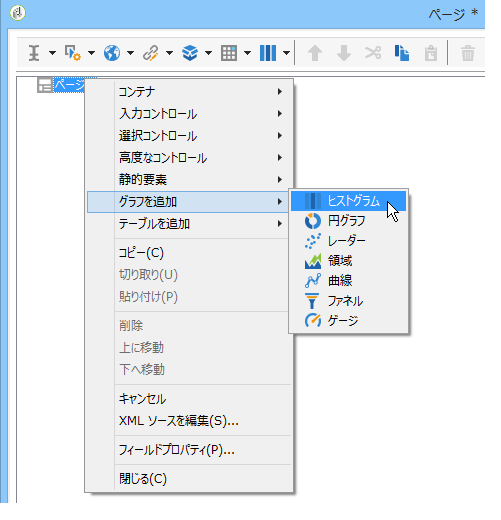 ページ *
ページ
コンテナ
入力コントロール
選択コントロール
高度なコントロール
静的要素
グラフを追加
テーブルを追加
コピー(C)
切り取り(U)
貼り付け(P)
削除
上に移動
下へ移動
キャンセル
XML ソースを編集(S)...
フィールドプロパティ(P)...
閉じる(C)
ヒストグラム
円グラフ
レーダー
領域
曲線
ファネル
ゲージ